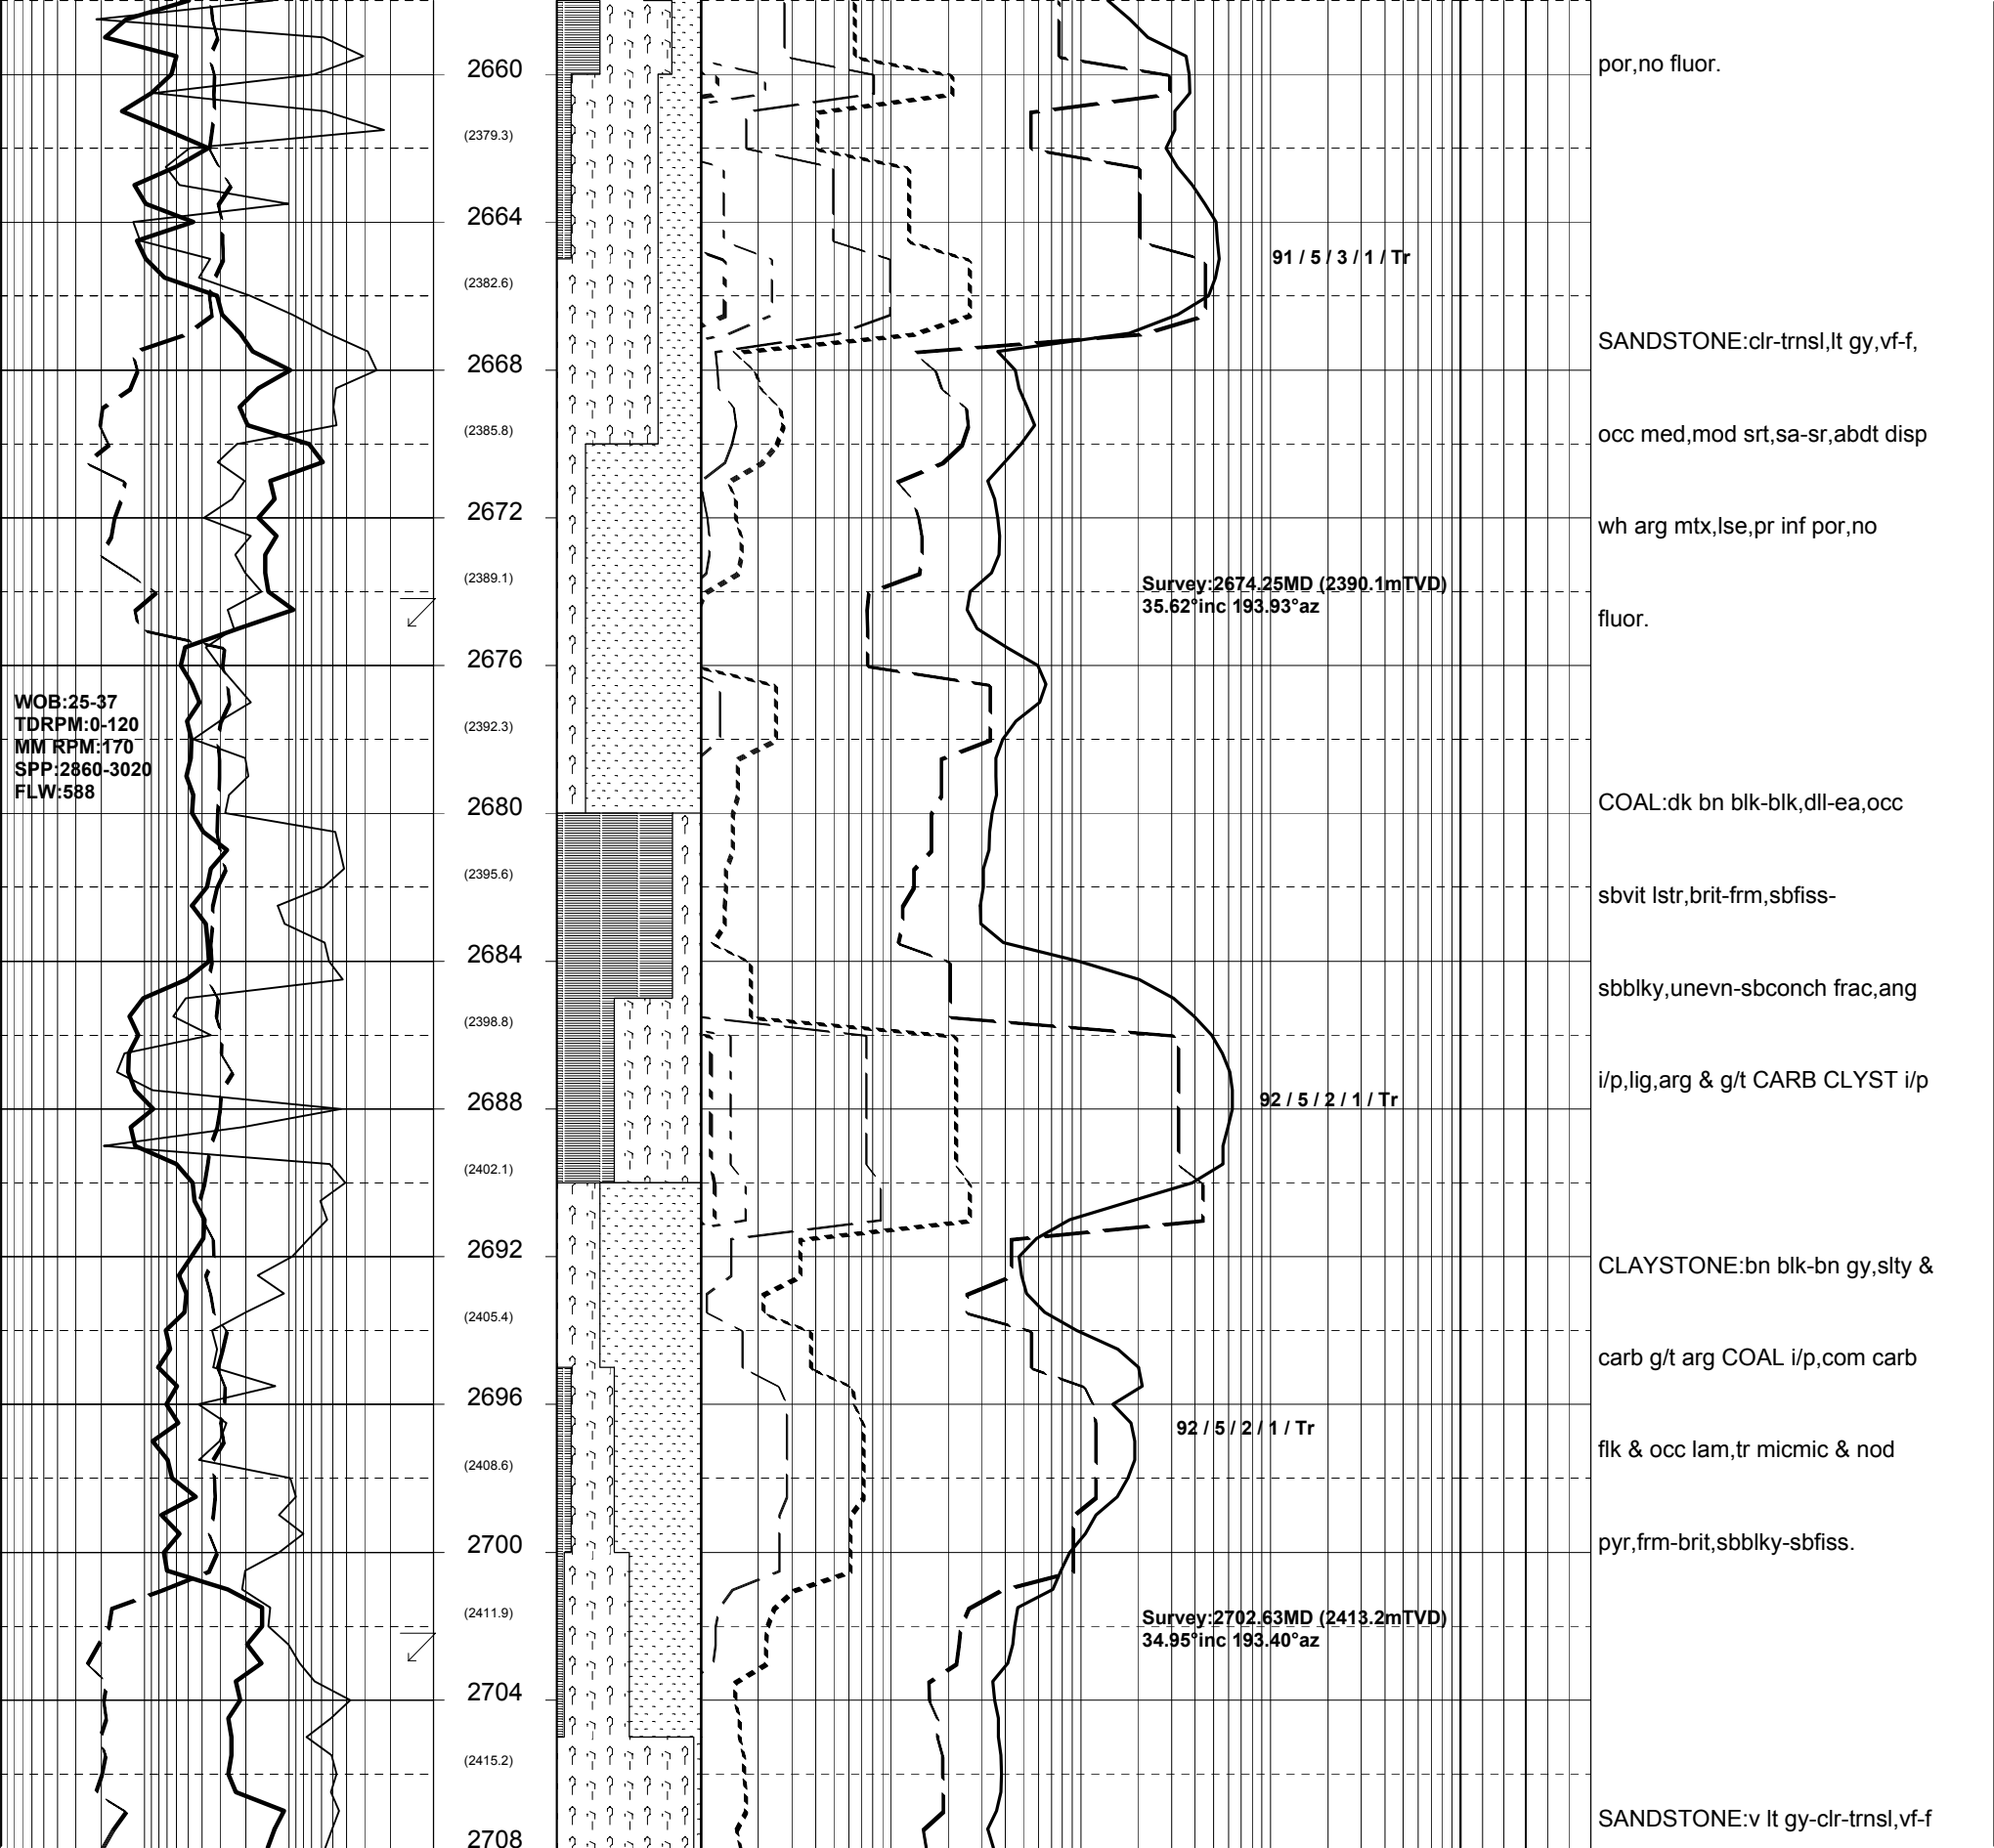 2660
por,no fluor.
(2379.3)
2664
91 / 5 / 3 / 1 / Tr
(2382.6)
SANDSTONE:clr-trnsl,lt gy,vf-f,
2668
(2385.8)
occ med,mod srt,sa-sr,abdt disp
2672
wh arg mtx,lse,pr inf por,no
(2389.1)
Survey:2674.25MD (2390.1mTVD)
35.62°inc 193.93°az
fluor.
2676
WOB:25-37
TDRPM:0-120
MM RPM:170
SPP:2860-3020
FLW:588
(2392.3)
2680
COAL:dk bn blk-blk,dll-ea,occ
(2395.6)
sbvit lstr,brit-frm,sbfiss-
2684
sbblky,unevn-sbconch frac,ang
(2398.8)
i/p,lig,arg & g/t CARB CLYST i/p
2688
92 / 5 / 2 / 1 / Tr
(2402.1)
2692
CLAYSTONE:bn blk-bn gy,slty &
(2405.4)
carb g/t arg COAL i/p,com carb
2696
92 / 5 / 2 / 1 / Tr
flk & occ lam,tr micmic & nod
(2408.6)
2700
pyr,frm-brit,sbblky-sbfiss.
(2411.9)
Survey:2702.63MD (2413.2mTVD)
34.95°inc 193.40°az
2704
(2415.2)
SANDSTONE:v lt gy-clr-trnsl,vf-f
2708